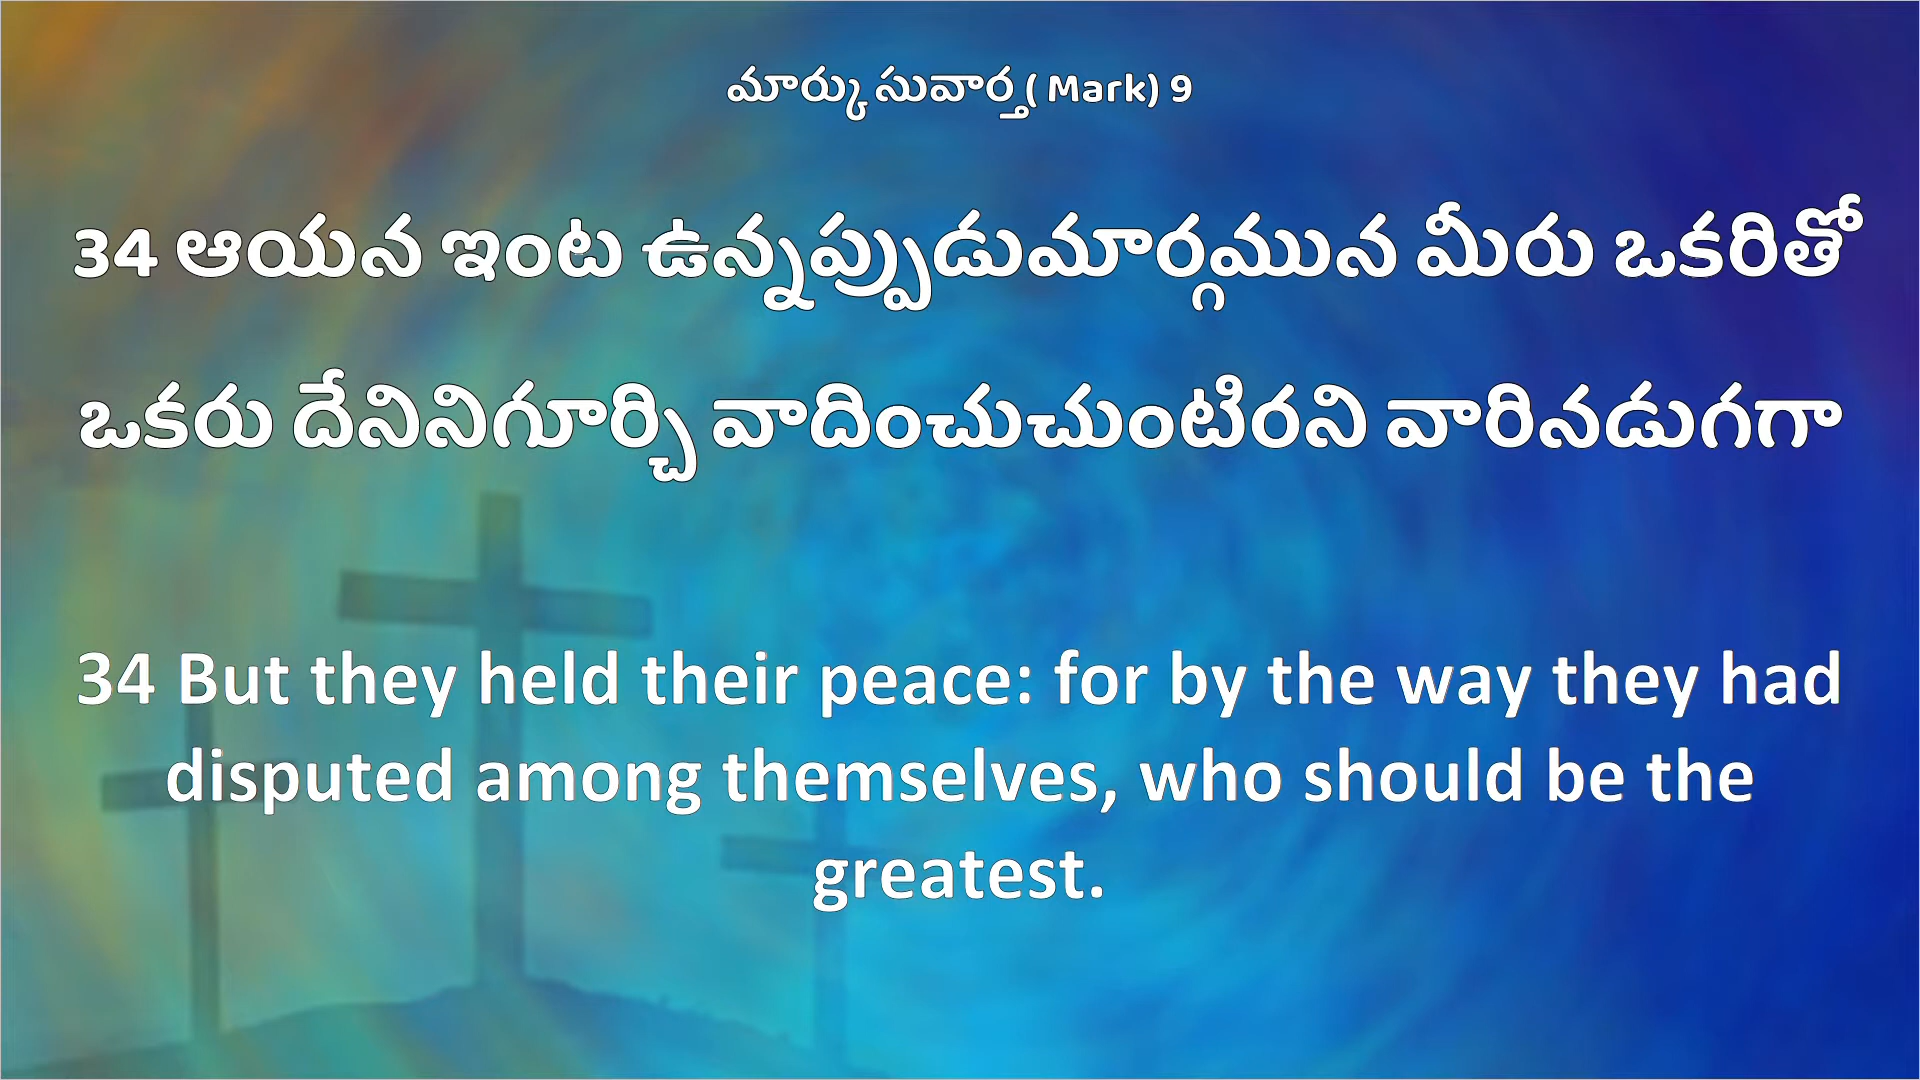 మార్కు సువార్త( Mark) 9
34 ఆయన ఇంట ఉన్నప్పుడుమార్గమున మీరు ఒకరితో
ఒకరు దేనినిగూర్చి వాదించుచుంటిరని వారినడుగగా
34 But they held their peace: for by the way they had
disputed among themselves, who should be the
greatest.